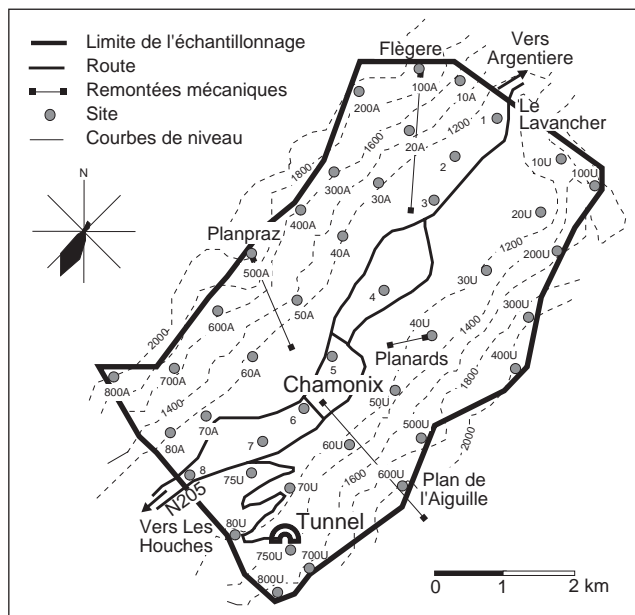 Limite de l'échantillonnage
Route
Remontées mécaniques
Site
Courbes de niveau
N
Flègere
Vers
Argentiere
100A
10A
200A
1600
1200
1
Le
Lavancher
20A
1800
2
10U
100U
300A
30A
3
20U
400A
Planpraz
40A
1200
200U
500A
30U
4
2000
50A
1400
300U
600A
40U
Planards
1800
400U
700A
60A
5
800A
Chamonix
50U
2000
1400
70A
6
500U
80A
7
60U
1600
Plan de
l'Aiguille
8
75U
70U
600U
N205
Vers Les
Houches
80U
Tunnel
750U
700U
800U
0 1 2 km